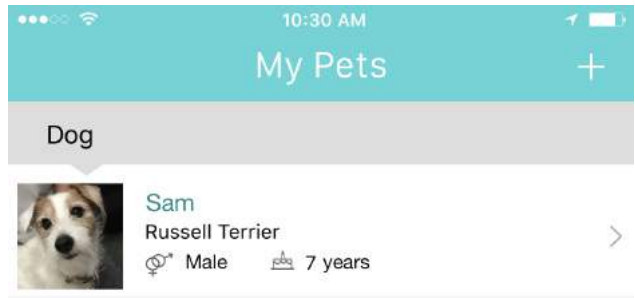 10:30 AM
My Pets
Dog
Sam
Russell Terrier
Male 7 years